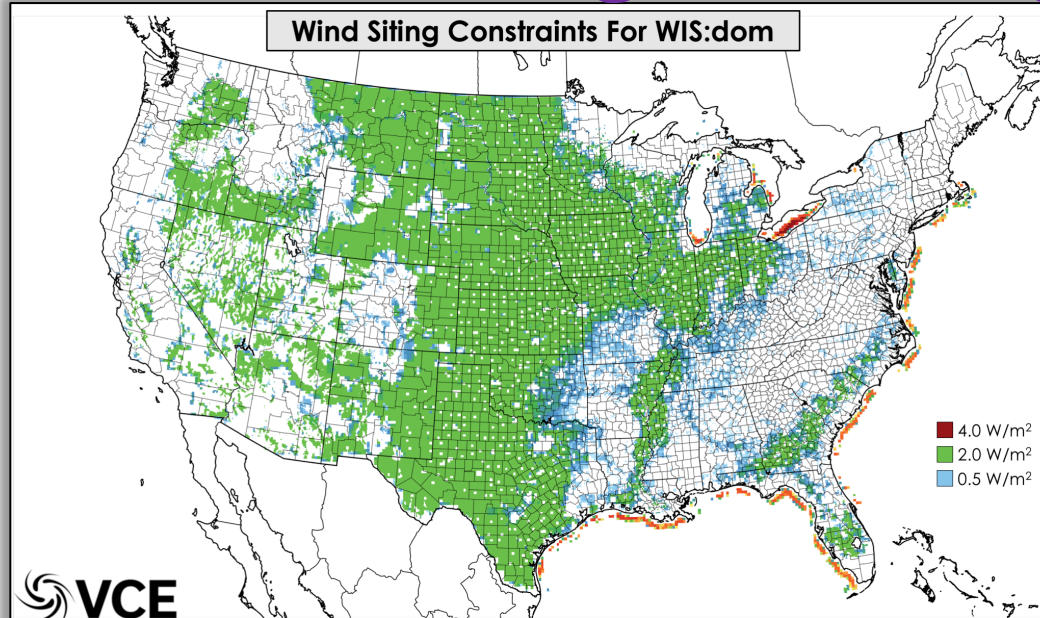 Wind Siting Constraints For WIS:dom
4.0 W/m²
2.0 W/m²
0.5 W/m²
VCE